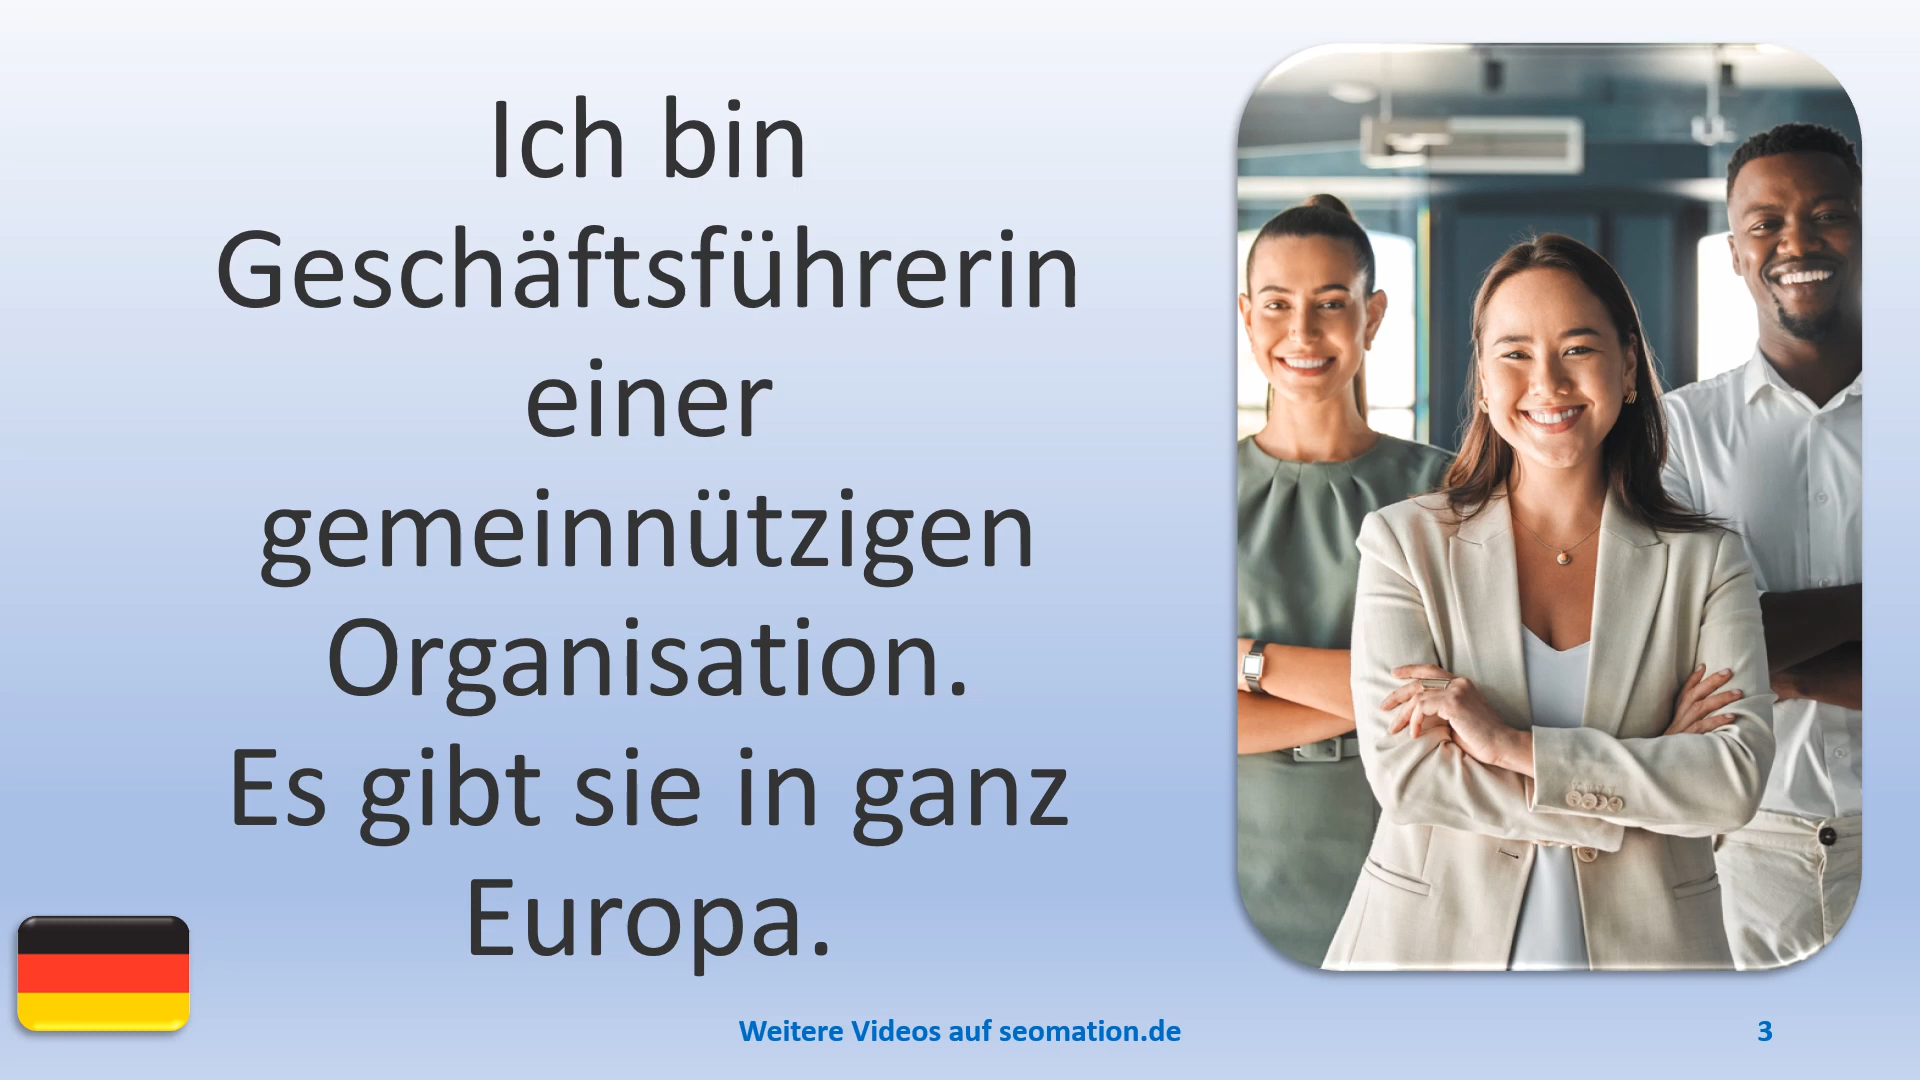 Ich bin
Geschäftsführerin
einer
gemeinnützigen
Organisation.
Es gibt sie in ganz
Europa.
Weitere Videos auf seomation.de
3